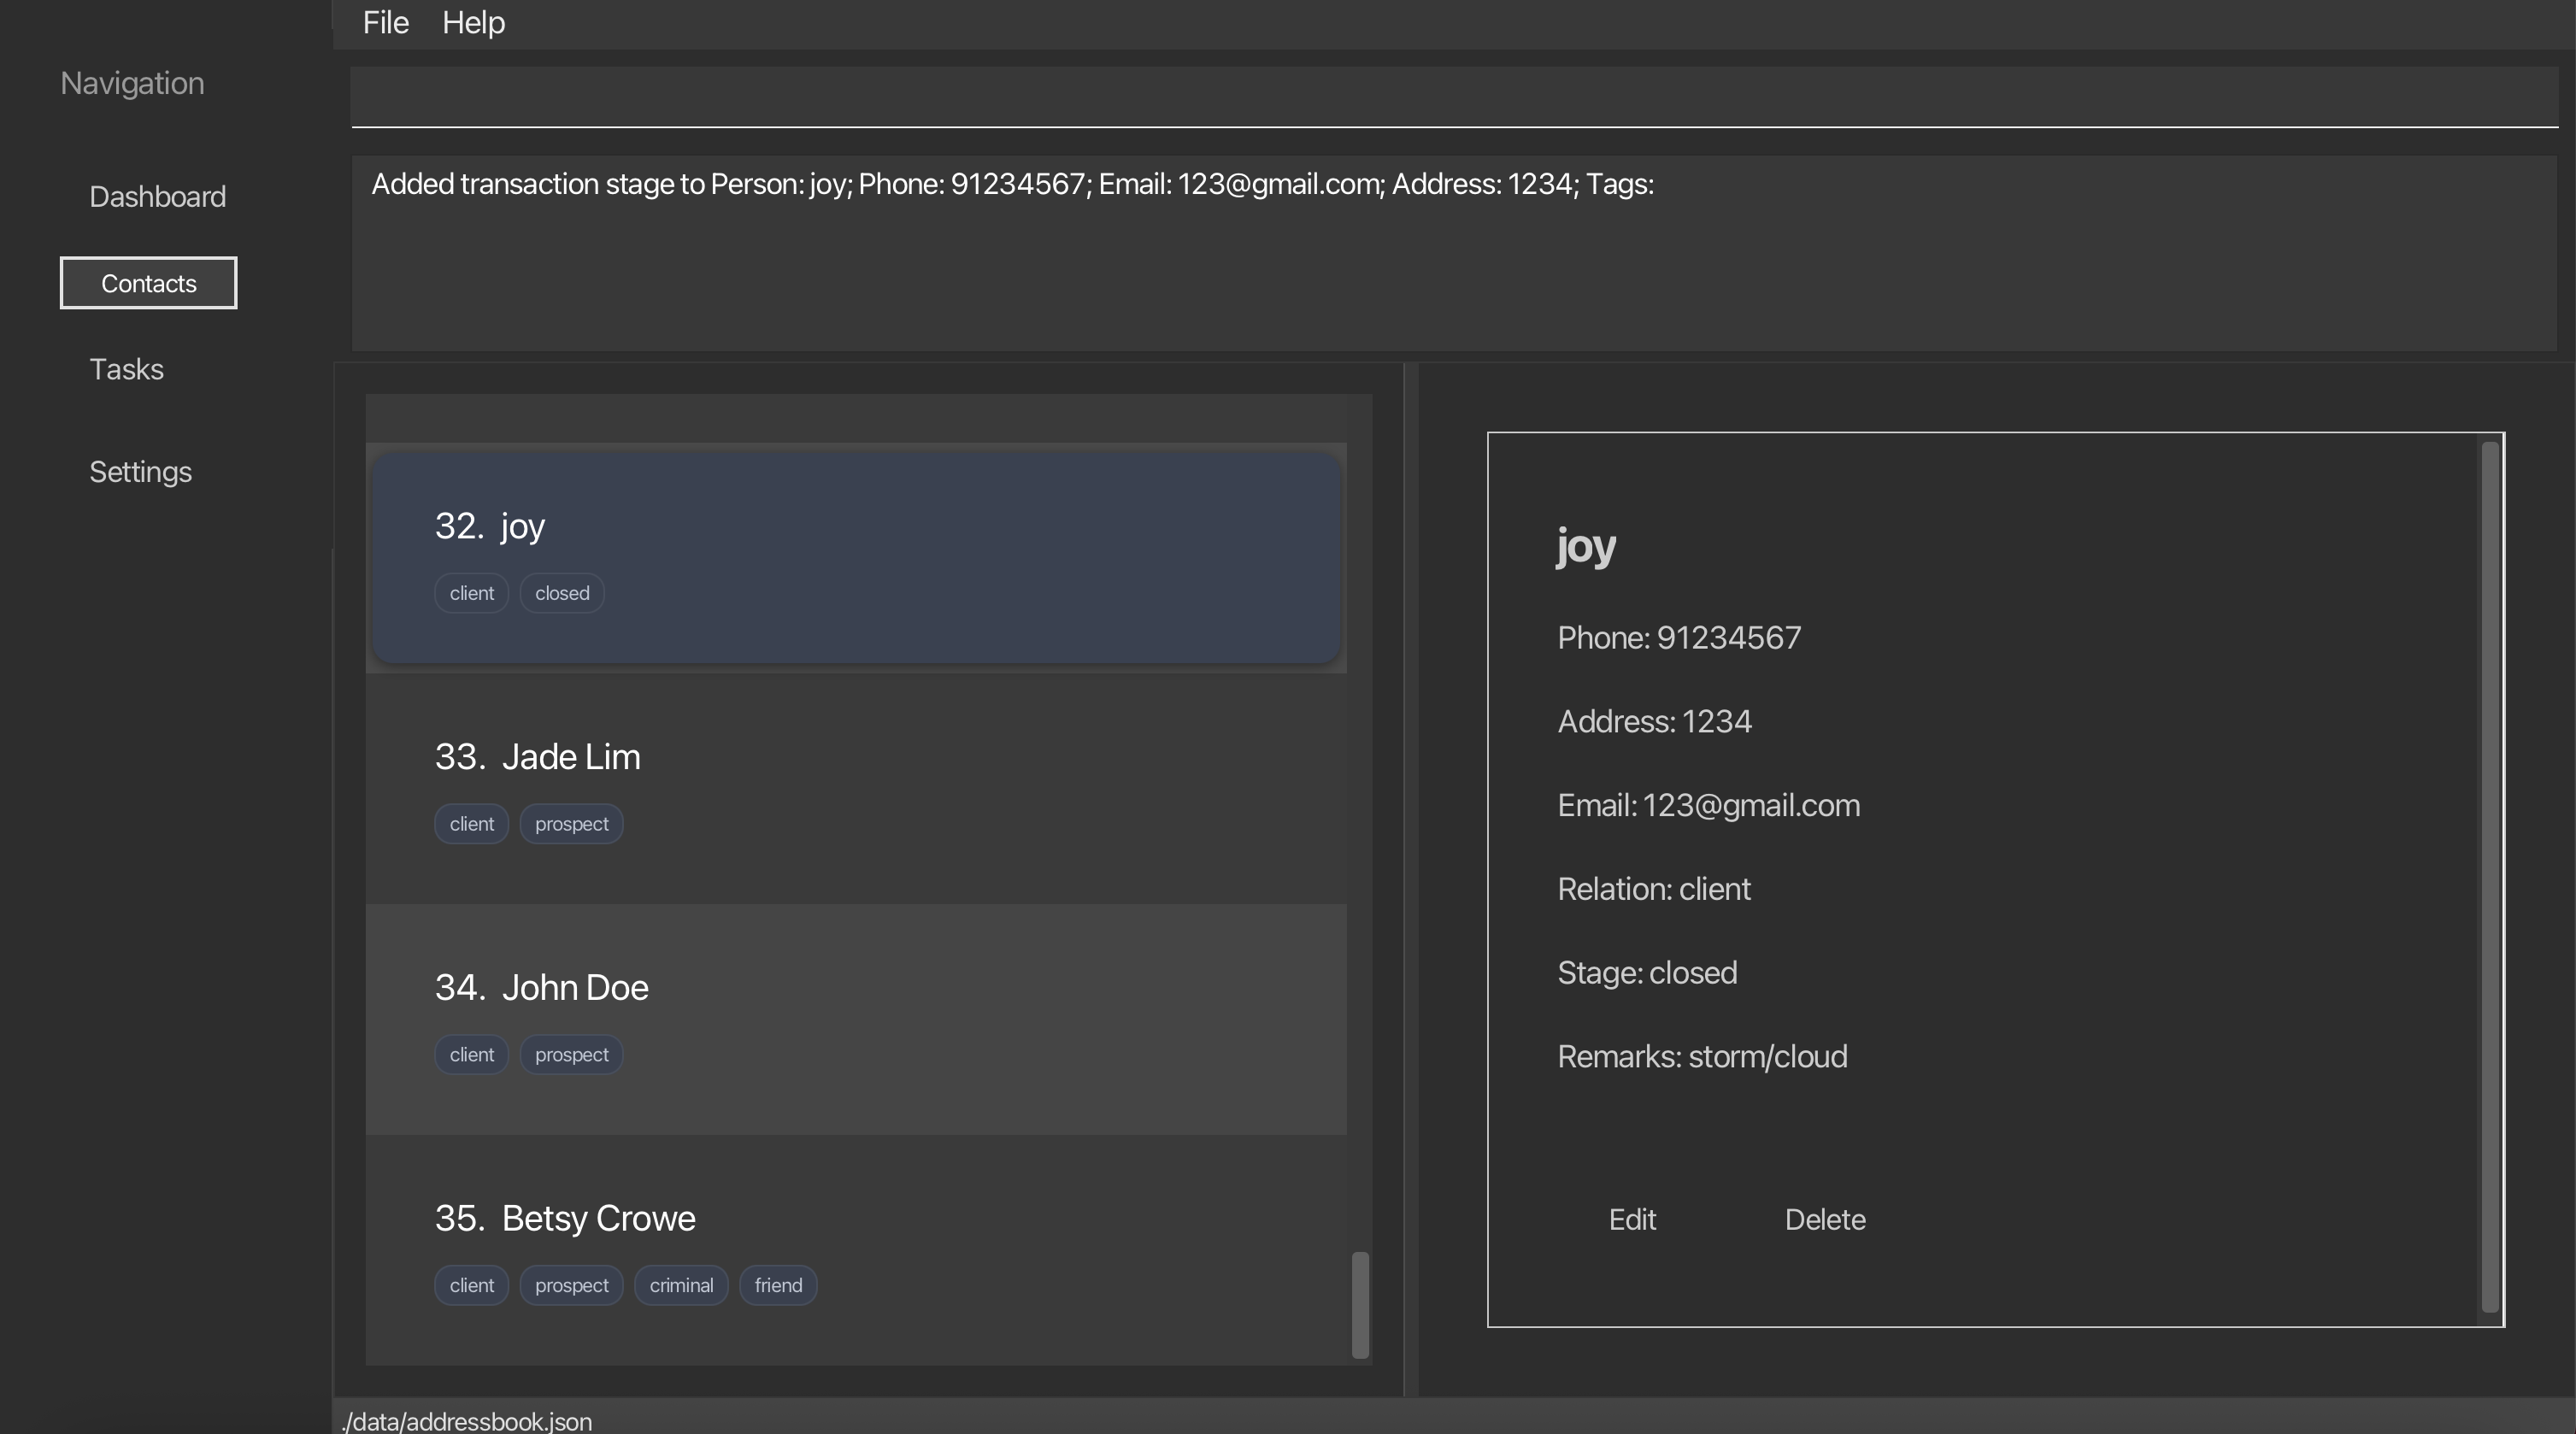 File Help
Navigation
Dashboard
Contacts
Tasks
Settings
Added transaction stage to Person: joy; Phone: 91234567; Email: 123@gmail.com; Address: 1234; Tags:
32. joy
client closed
33. Jade Lim
client prospect
34. John Doe
client prospect
35. Betsy Crowe
client prospect criminal friend
joy
Phone: 91234567
Address: 1234
Email: 123@gmail.com
Relation: client
Stage: closed
Remarks: storm/cloud
Edit Delete
./data/addressbook.json